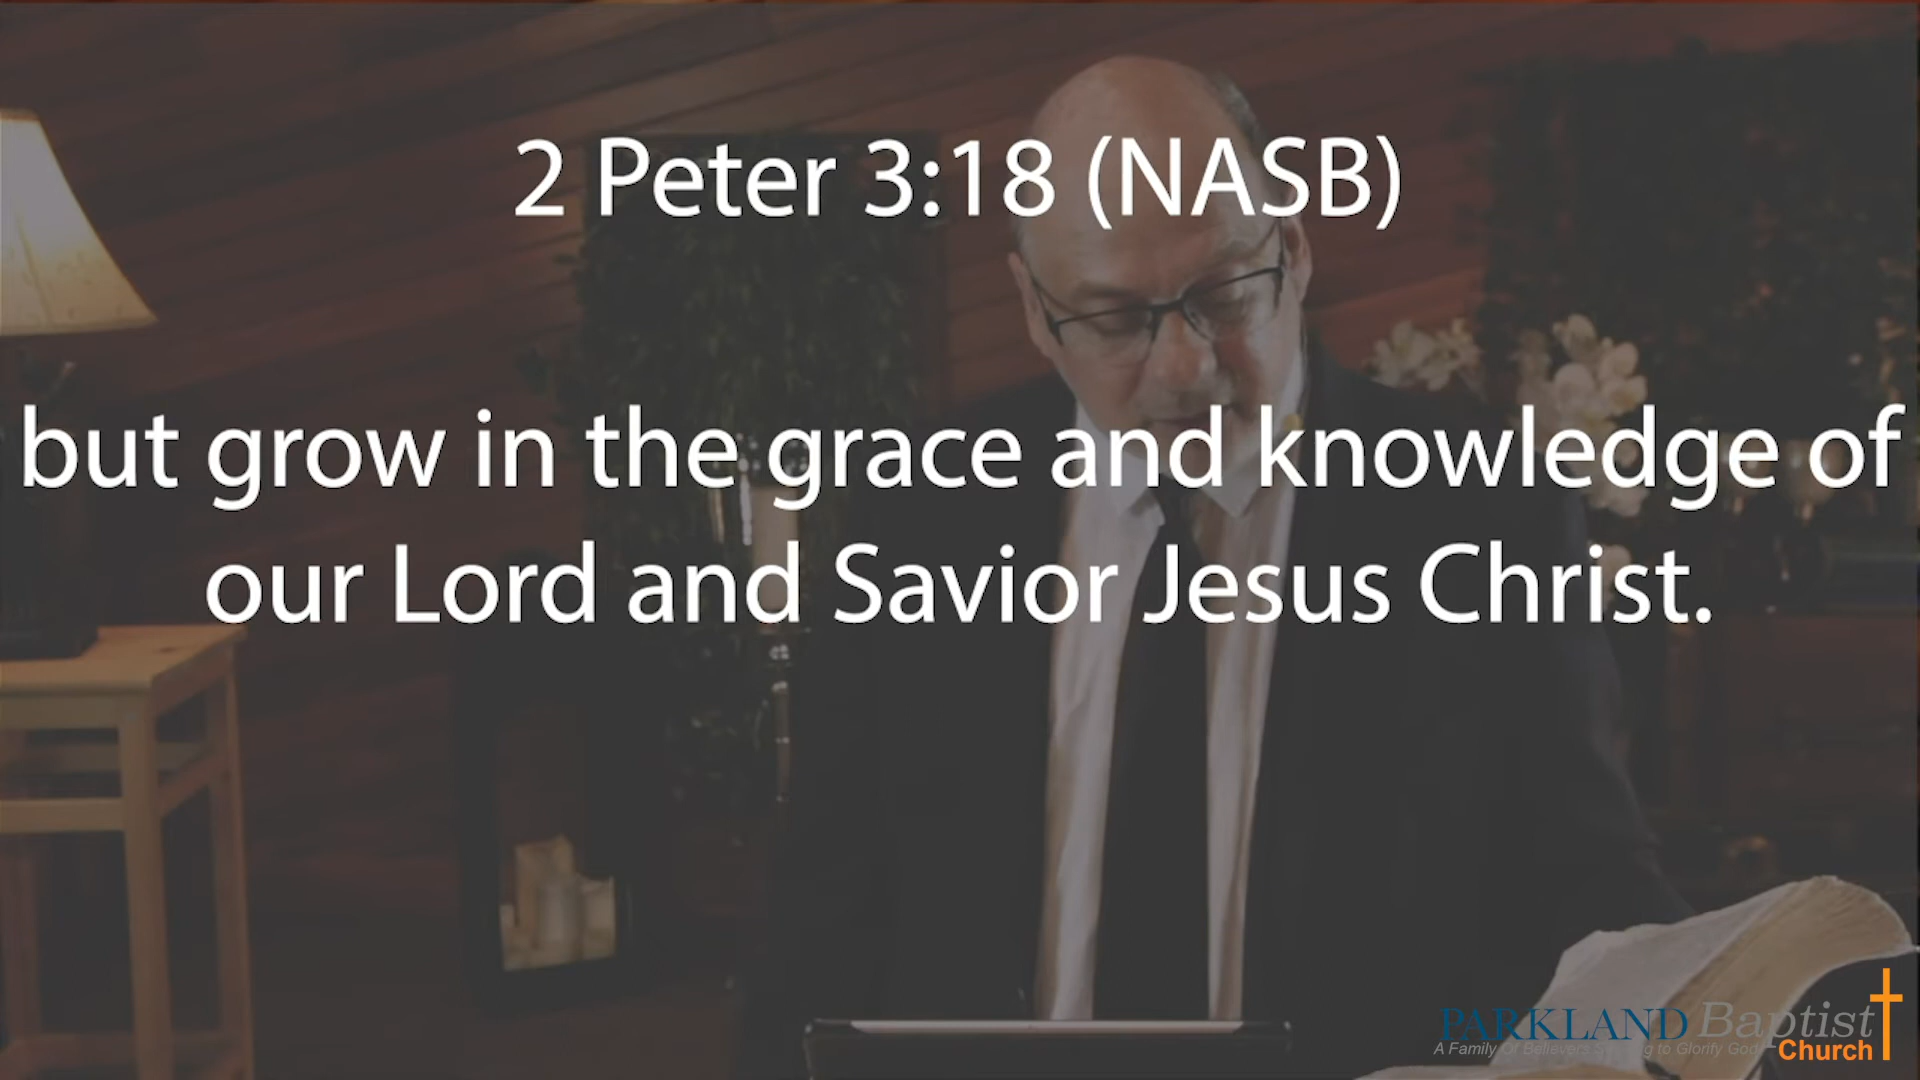 2 Peter 3:18 (NASB)
but grow in the grace and knowledge of
our Lord and Savior Jesus Christ.
PARKLAND Baptist
A Family Of Believers to Glorify God
Church